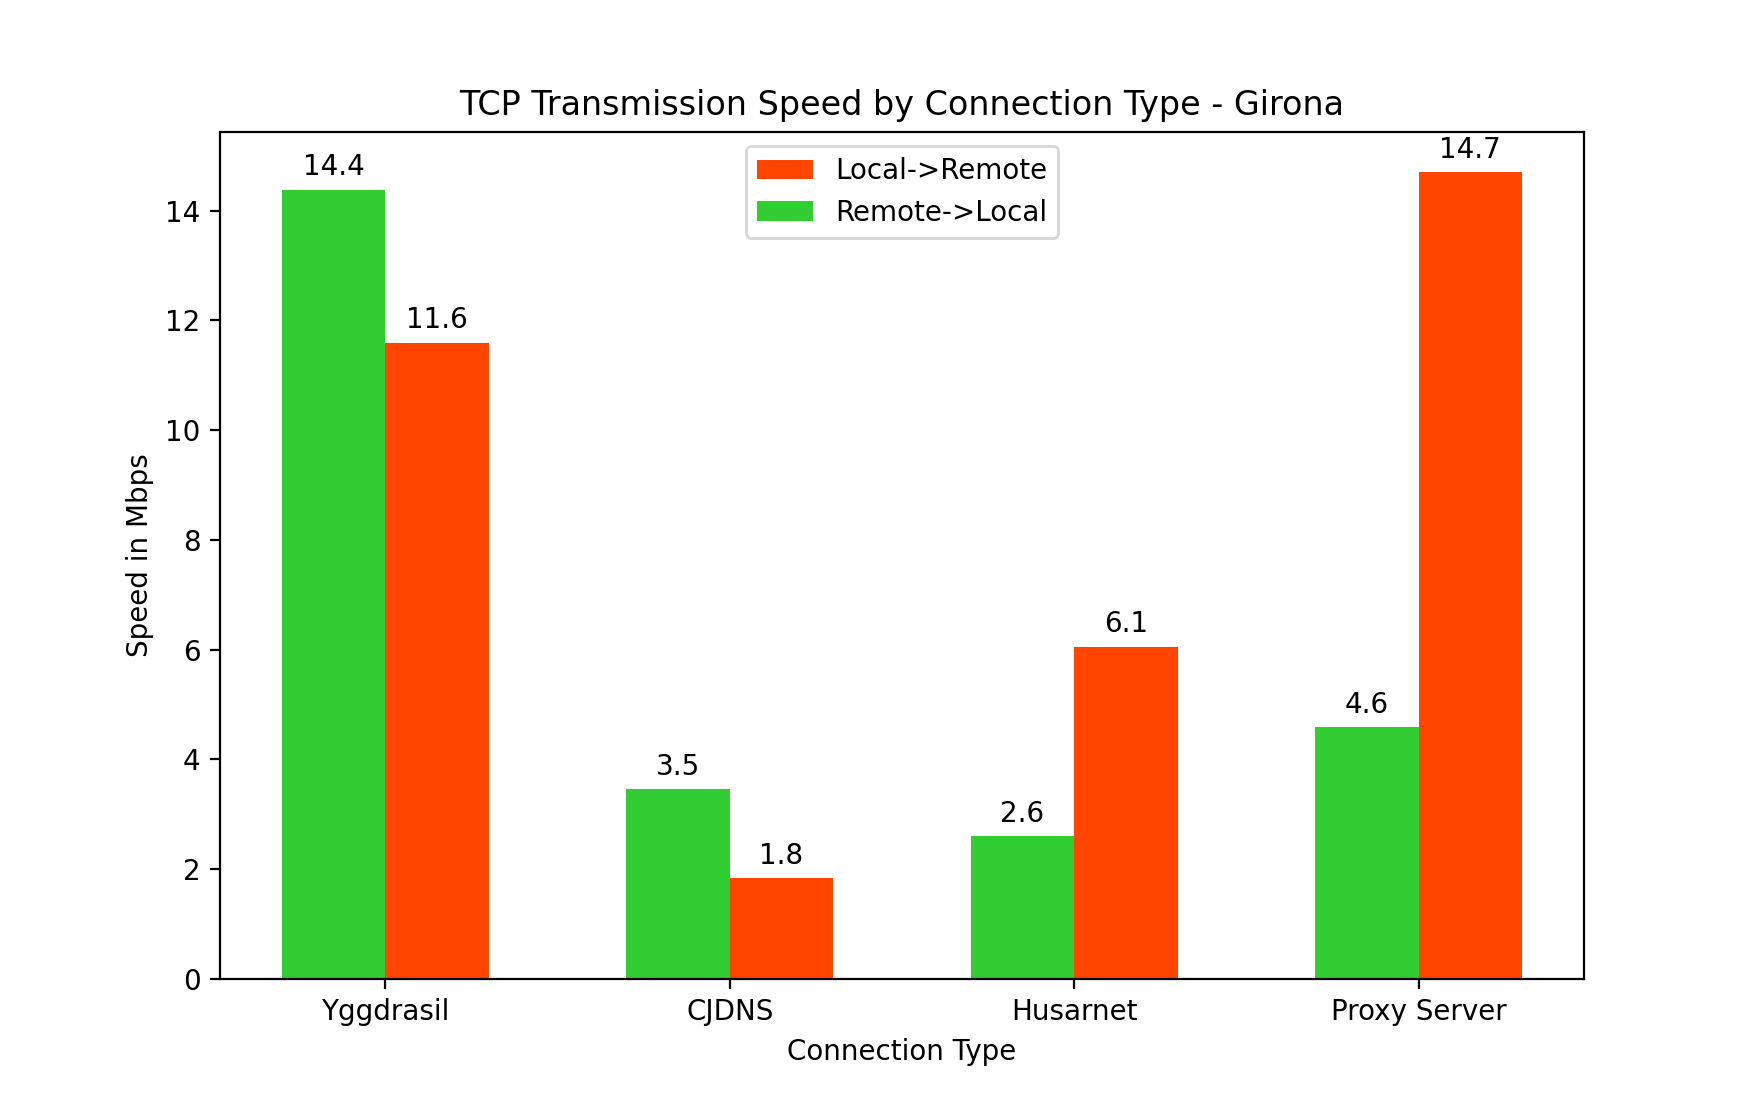 TCP Transmission Speed by Connection Type - Girona
Local->Remote
Remote->Local
14.4
11.6
3.5
1.8
2.6
6.1
4.6
14.7
14
12
10
8
6
4
2
0
Speed in Mbps
Yggdrasil
CJDNS
Husarnet
Proxy Server
Connection Type